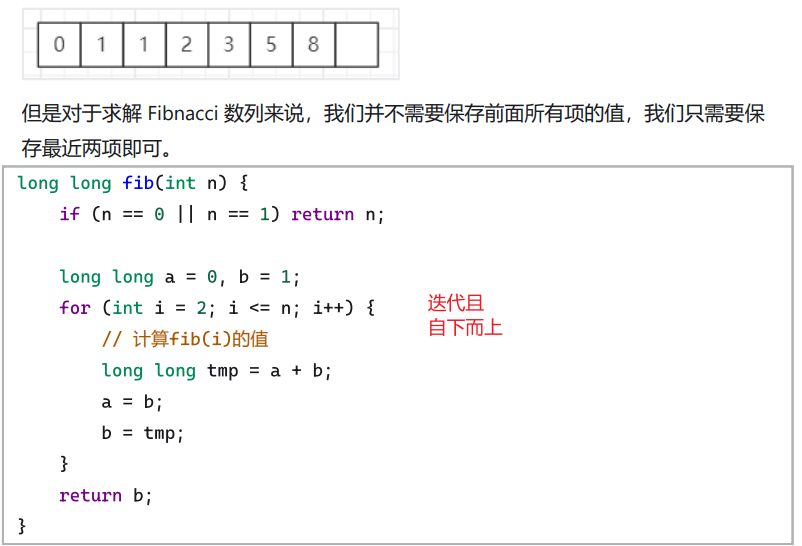 0 1 1 2 3 5 8
但是对于求解 Fibnacci 数列来说，我们并不需要保存前面所有项的值，我们只需要保
存最近两项即可。
long long fib(int n) {
    if (n == 0 || n == 1) return n;
    long long a = 0, b = 1;
    for (int i = 2; i <= n; i++) {
        // 计算fib(i)的值
        long long tmp = a + b;
        a = b;
        b = tmp;
    }
    return b;
}
迭代且
自下而上